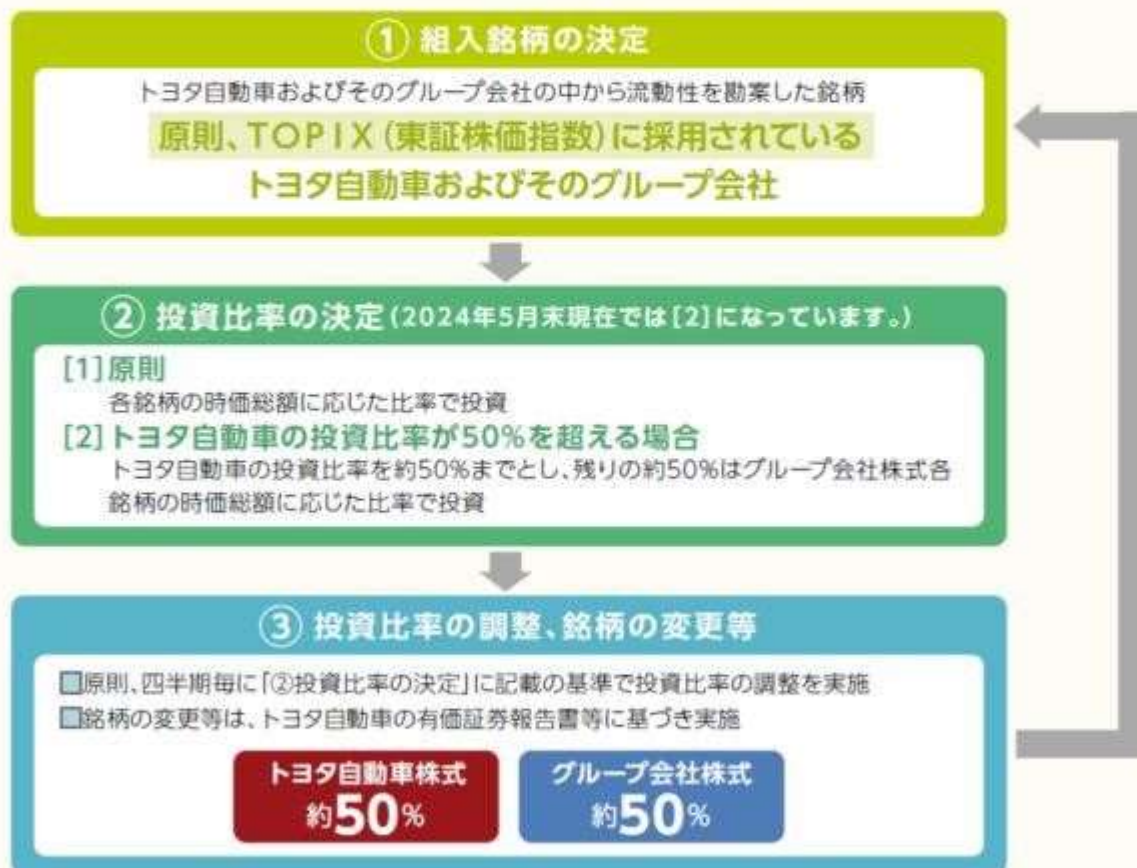 ① 組入銘柄の決定
トヨタ自動車およびそのグループ会社の中から流動性を勘案した銘柄
原則、TOPIX(東証株価指数)に採用されている
トヨタ自動車およびそのグループ会社
② 投資比率の決定(2024年5月末現在では[2]になっています。)
[1]原則
各銘柄の時価総額に応じた比率で投資
[2]トヨタ自動車の投資比率が50%を超える場合
トヨタ自動車の投資比率を約50%までとし、残りの約50%はグループ会社株式各
銘柄の時価総額に応じた比率で投資
③ 投資比率の調整、銘柄の変更等
原則、四半期毎に「②投資比率の決定」に記載の基準で投資比率の調整を実施
銘柄の変更等は、トヨタ自動車の有価証券報告書等に基づき実施
トヨタ自動車株式
約50%
グループ会社株式
約50%